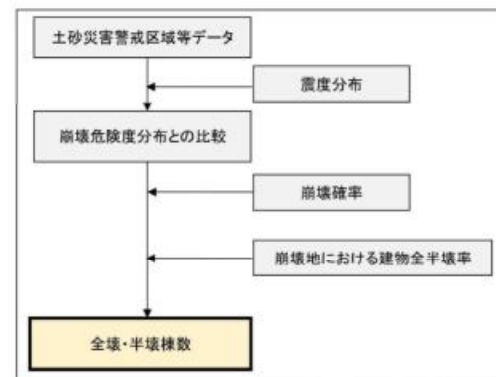 土砂災害警戒区域等データ
震度分布
崩壊危険度分布との比較
崩壊確率
崩壊地における建物全半壊率
全壊・半壊棟数